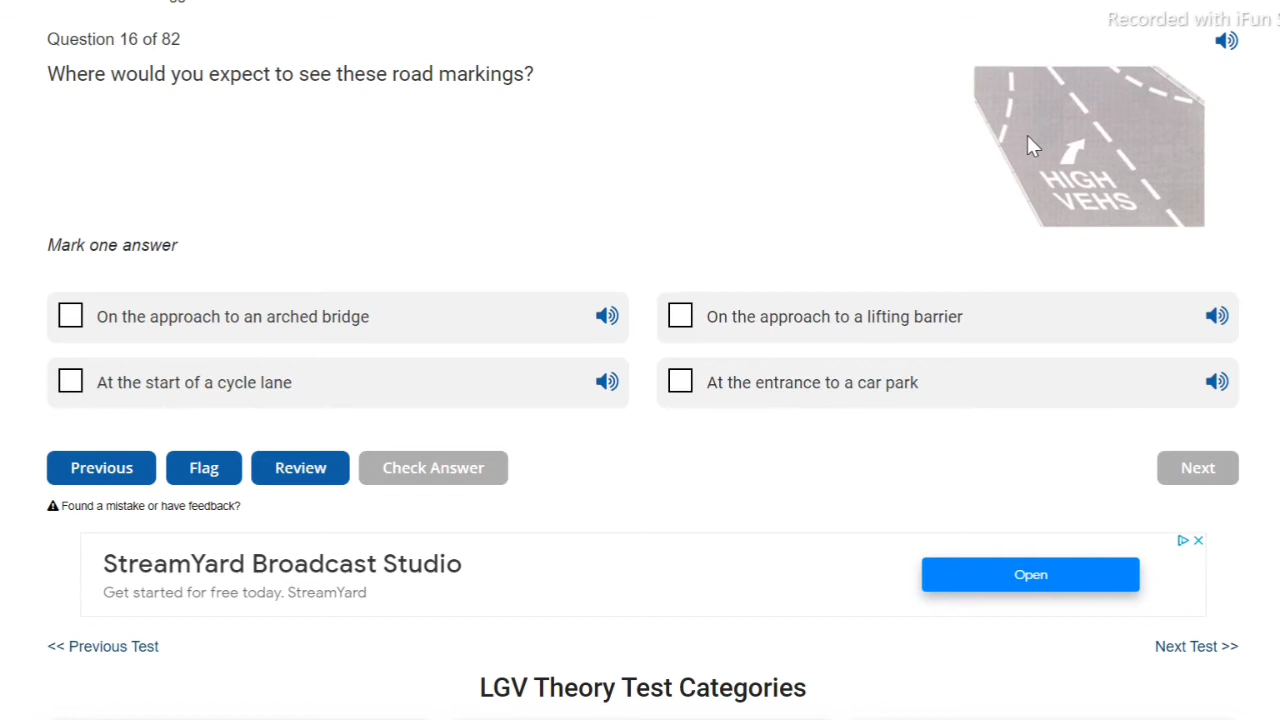 Recorded with iFun
Question 16 of 82
Where would you expect to see these road markings?
HIGH
VEHS
Mark one answer
On the approach to an arched bridge
On the approach to a lifting barrier
At the start of a cycle lane
At the entrance to a car park
Previous
Flag
Review
Check Answer
Next
Found a mistake or have feedback?
StreamYard Broadcast Studio
Get started for free today. StreamYard
Open
<< Previous Test
Next Test >>
LGV Theory Test Categories